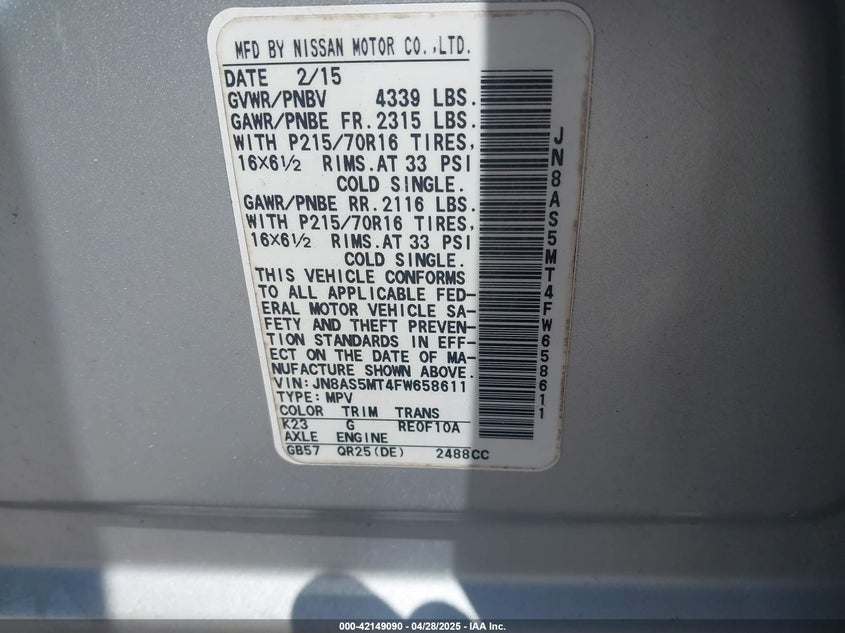 MFD BY NISSAN MOTOR CO.,LTD.
DATE 2/15
GVWR/PNBV 4339 LBS.
GAWR/PNBE FR. 2315 LBS.
WITH P215/70R16 TIRES,
16X6½ RIMS. AT 33 PSI
COLD SINGLE.
GAWR/PNBE RR. 2116 LBS.
WITH P215/70R16 TIRES,
16X6½ RIMS. AT 33 PSI
COLD SINGLE.
THIS VEHICLE CONFORMS
TO ALL APPLICABLE FED-
ERAL MOTOR VEHICLE SA-
FETY AND THEFT PREVEN-
TION STANDARDS IN EFF-
ECT ON THE DATE OF MA-
NUFACTURE SHOWN ABOVE.
VIN: JN8AS5MT4FW658611
TYPE: MPV
COLOR TRIM TRANS
K23 G RE0F10A
AXLE ENGINE
GB57 QR25(DE) 2488CC
JN8AS5MT4FW658611
000-42149090 - 04/28/2025 - IAA Inc.